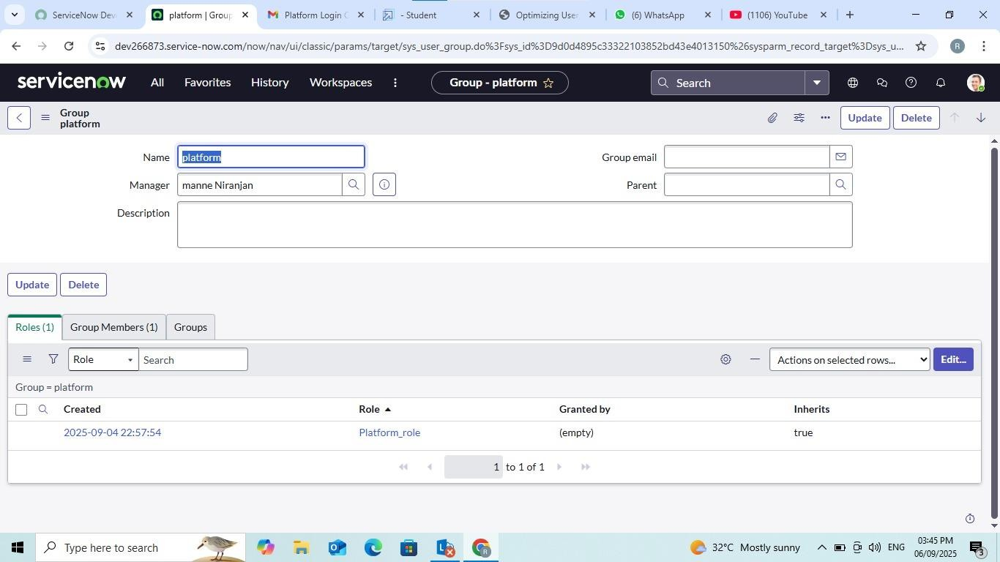 ServiceNow Dev
platform | Group
Platform Login
- Student
Optimizing User
(6) WhatsApp
(1106) YouTube
dev266873.service-now.com/now/nav/ui/classic/params/target/sys_user_group.do%3Fsys_id%3D9d0d4895c33322103852bd43e4013150%26sysparm_record_target%3Dsys_u...
R
servicenow
All
Favorites
History
Workspaces
Group - platform
Search
Group
platform
Update
Delete
Name
platform
Group email
Manager
manne Niranjan
Parent
Description
Update
Delete
Roles (1)
Group Members (1)
Groups
Role
Search
Actions on selected rows...
Edit...
Group = platform
Created
Role
Granted by
Inherits
2025-09-04 22:57:54
Platform_role
(empty)
true
1 to 1 of 1
Type here to search
R
32°C Mostly sunny
ENG
03:45 PM
06/09/2025
3